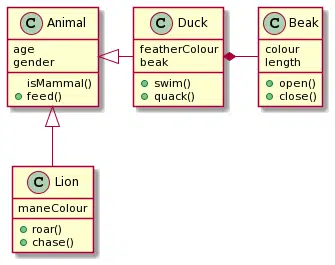 C Animal
age
gender
isMammal()
feed()
C Duck
featherColour
beak
swim()
quack()
C Beak
colour
length
open()
close()
C Lion
maneColour
roar()
chase()